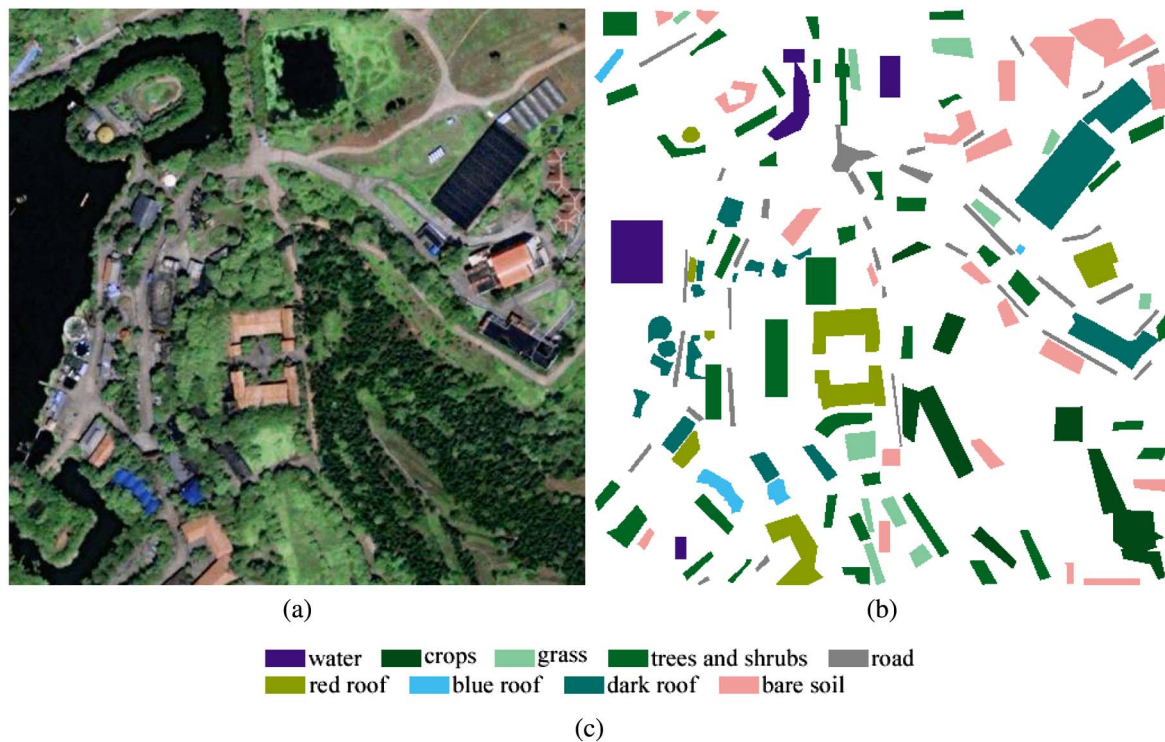 (a) (b)
water crops grass trees and shrubs road
red roof blue roof dark roof bare soil
(c)